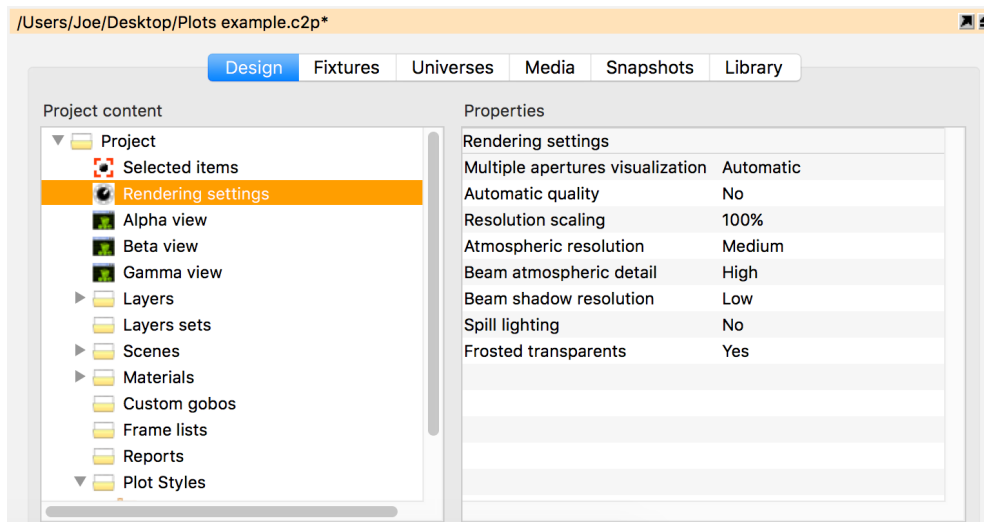 /Users/Joe/Desktop/Plots example.c2p*
Design Fixtures Universes Media Snapshots Library
Project content
Project
Selected items
Rendering settings
Alpha view
Beta view
Gamma view
Layers
Layers sets
Scenes
Materials
Custom gobos
Frame lists
Reports
Plot Styles
Properties
Rendering settings
Multiple apertures visualization Automatic
Automatic quality No
Resolution scaling 100%
Atmospheric resolution Medium
Beam atmospheric detail High
Beam shadow resolution Low
Spill lighting No
Frosted transparents Yes